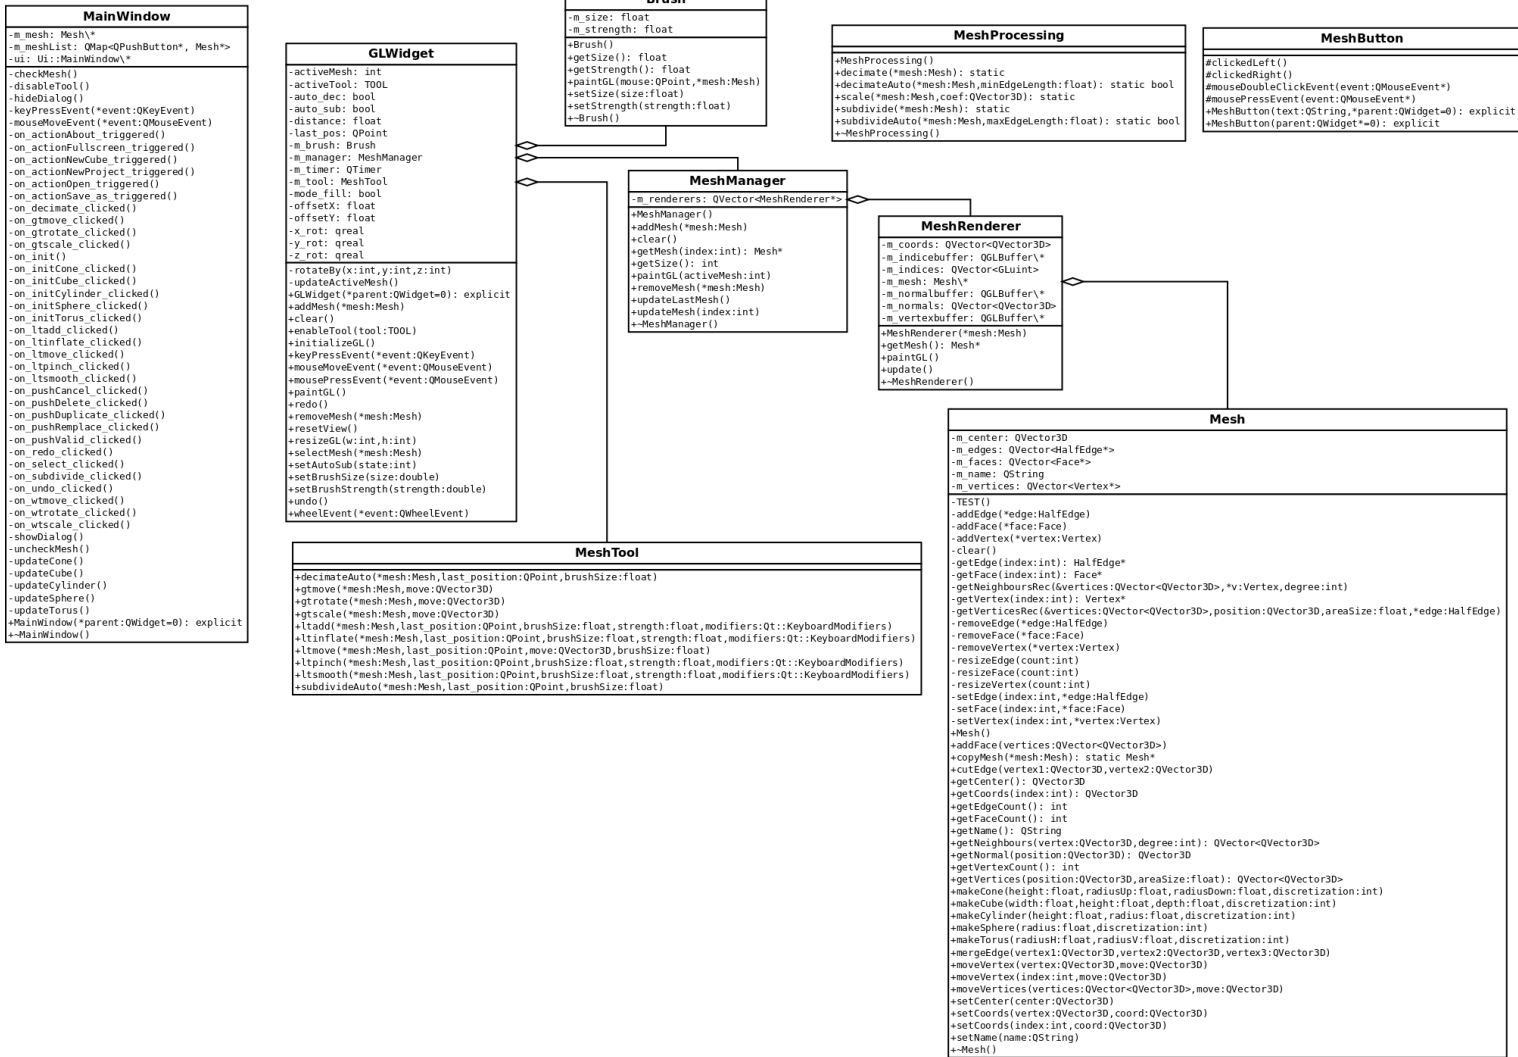 MainWindow
-m_mesh: Mesh\*
-m_meshList: QMap<QPushButton*, Mesh*>
-ui: Ui::MainWindow\*
-checkMesh()
-disableTool()
-hideDialog()
-keyPressEvent(*event:QKeyEvent)
-mouseMoveEvent(*event:QMouseEvent)
-on_actionAbout_triggered()
-on_actionFullscreen_triggered()
-on_actionNewCube_triggered()
-on_actionNewProject_triggered()
-on_actionOpen_triggered()
-on_actionSave_as_triggered()
-on_decimate_clicked()
-on_gtmove_clicked()
-on_gtrotate_clicked()
-on_gtscale_clicked()
-on_init()
-on_initCone_clicked()
-on_initCube_clicked()
-on_initCylinder_clicked()
-on_initSphere_clicked()
-on_initTorus_clicked()
-on_ltadd_clicked()
-on_ltinflate_clicked()
-on_ltmove_clicked()
-on_ltpinch_clicked()
-on_ltsmooth_clicked()
-on_pushCancel_clicked()
-on_pushDelete_clicked()
-on_pushDuplicate_clicked()
-on_pushRemplace_clicked()
-on_pushValid_clicked()
-on_redo_clicked()
-on_select_clicked()
-on_subdivide_clicked()
-on_undo_clicked()
-on_wtmove_clicked()
-on_wtrotate_clicked()
-on_wtscale_clicked()
-showDialog()
-uncheckMesh()
-updateCone()
-updateCube()
-updateCylinder()
-updateSphere()
-updateTorus()
+MainWindow(*parent:QWidget=0): explicit
+~MainWindow()
GLWidget
-activeMesh: int
-activeTool: TOOL
-auto_dec: bool
-auto_sub: bool
-distance: float
-last_pos: QPoint
-m_brush: Brush
-m_manager: MeshManager
-m_timer: QTimer
-m_tool: MeshTool
-mode_fill: bool
-offsetX: float
-offsetY: float
-x_rot: qreal
-y_rot: qreal
-z_rot: qreal
-rotateBy(x:int,y:int,z:int)
-updateActiveMesh()
+GLWidget(*parent:QWidget=0): explicit
+addMesh(*mesh:Mesh)
+clear()
+enableTool(tool:TOOL)
+initializeGL()
+keyPressEvent(*event:QKeyEvent)
+mouseMoveEvent(*event:QMouseEvent)
+mousePressEvent(*event:QMouseEvent)
+paintGL()
+redo()
+removeMesh(*mesh:Mesh)
+resetView()
+resizeGL(w:int,h:int)
+selectMesh(*mesh:Mesh)
+setAutoSub(state:int)
+setBrushSize(size:double)
+setBrushStrength(strength:double)
+undo()
+wheelEvent(*event:QWheelEvent)
Brush
-m_size: float
-m_strength: float
+Brush()
+getSize(): float
+getStrength(): float
+paintGL(mouse:QPoint,*mesh:Mesh)
+setSize(size:float)
+setStrength(strength:float)
+~Brush()
MeshProcessing
+MeshProcessing()
+decimate(*mesh:Mesh): static
+decimateAuto(*mesh:Mesh,minEdgeLength:float): static bool
+scale(*mesh:Mesh,coef:QVector3D): static
+subdivide(*mesh:Mesh): static
+subdivideAuto(*mesh:Mesh,maxEdgeLength:float): static bool
+~MeshProcessing()
MeshButton
#clickedLeft()
#clickedRight()
#mouseDoubleClickEvent(event:QMouseEvent*)
#mousePressEvent(event:QMouseEvent*)
+MeshButton(text:QString,*parent:QWidget=0): explicit
+MeshButton(parent:QWidget*=0): explicit
MeshManager
-m_renderers: QVector<MeshRenderer*>
+MeshManager()
+addMesh(*mesh:Mesh)
+clear()
+getMesh(index:int): Mesh*
+getSize(): int
+paintGL(activeMesh:int)
+removeMesh(*mesh:Mesh)
+updateLastMesh()
+updateMesh(index:int)
+~MeshManager()
MeshRenderer
-m_coords: QVector<QVector3D>
-m_indicebuffer: QGLBuffer\*
-m_indices: QVector<GLuint>
-m_mesh: Mesh\*
-m_normalbuffer: QGLBuffer\*
-m_normals: QVector<QVector3D>
-m_vertexbuffer: QGLBuffer\*
+MeshRenderer(*mesh:Mesh)
+getMesh(): Mesh*
+paintGL()
+update()
+~MeshRenderer()
MeshTool
+decimateAuto(*mesh:Mesh,last_position:QPoint,brushSize:float)
+gtmove(*mesh:Mesh,move:QVector3D)
+gtrotate(*mesh:Mesh,move:QVector3D)
+gtscale(*mesh:Mesh,move:QVector3D)
+ltadd(*mesh:Mesh,last_position:QPoint,brushSize:float,strength:float,modifiers:Qt::KeyboardModifiers)
+ltinflate(*mesh:Mesh,last_position:QPoint,brushSize:float,strength:float,modifiers:Qt::KeyboardModifiers)
+ltmove(*mesh:Mesh,last_position:QPoint,move:QVector3D,brushSize:float)
+ltpinch(*mesh:Mesh,last_position:QPoint,brushSize:float,strength:float,modifiers:Qt::KeyboardModifiers)
+ltsmooth(*mesh:Mesh,last_position:QPoint,brushSize:float,strength:float,modifiers:Qt::KeyboardModifiers)
+subdivideAuto(*mesh:Mesh,last_position:QPoint,brushSize:float)
Mesh
-m_center: QVector3D
-m_edges: QVector<HalfEdge*>
-m_faces: QVector<Face*>
-m_name: QString
-m_vertices: QVector<Vertex*>
-TEST()
-addEdge(*edge:HalfEdge)
-addFace(*face:Face)
-addVertex(*vertex:Vertex)
-clear()
-getEdge(index:int): HalfEdge*
-getFace(index:int): Face*
-getNeighboursRec(&vertices:QVector<QVector3D>,*v:Vertex,degree:int)
-getVertex(index:int): Vertex*
-getVerticesRec(&vertices:QVector<QVector3D>,position:QVector3D,areaSize:float,*edge:HalfEdge)
-removeEdge(*edge:HalfEdge)
-removeFace(*face:Face)
-removeVertex(*vertex:Vertex)
-resizeEdge(count:int)
-resizeFace(count:int)
-resizeVertex(count:int)
-setEdge(index:int,*edge:HalfEdge)
-setFace(index:int,*face:Face)
-setVertex(index:int,*vertex:Vertex)
+Mesh()
+addFace(vertices:QVector<QVector3D>)
+copyMesh(*mesh:Mesh): static Mesh*
+cutEdge(vertex1:QVector3D,vertex2:QVector3D)
+getCenter(): QVector3D
+getCoords(index:int): QVector3D
+getEdgeCount(): int
+getFaceCount(): int
+getName(): QString
+getNeighbours(vertex:QVector3D,degree:int): QVector<QVector3D>
+getNormal(position:QVector3D): QVector3D
+getVertexCount(): int
+getVertices(position:QVector3D,areaSize:float): QVector<QVector3D>
+makeCone(height:float,radiusUp:float,radiusDown:float,discretization:int)
+makeCube(width:float,height:float,depth:float,discretization:int)
+makeCylinder(height:float,radius:float,discretization:int)
+makeSphere(radius:float,discretization:int)
+makeTorus(radiusH:float,radiusV:float,discretization:int)
+mergeEdge(vertex1:QVector3D,vertex2:QVector3D,vertex3:QVector3D)
+moveVertex(vertex:QVector3D,move:QVector3D)
+moveVertex(index:int,move:QVector3D)
+moveVertices(vertices:QVector<QVector3D>,move:QVector3D)
+setCenter(center:QVector3D)
+setCoords(vertex:QVector3D,coord:QVector3D)
+setCoords(index:int,coord:QVector3D)
+setName(name:QString)
+~Mesh()